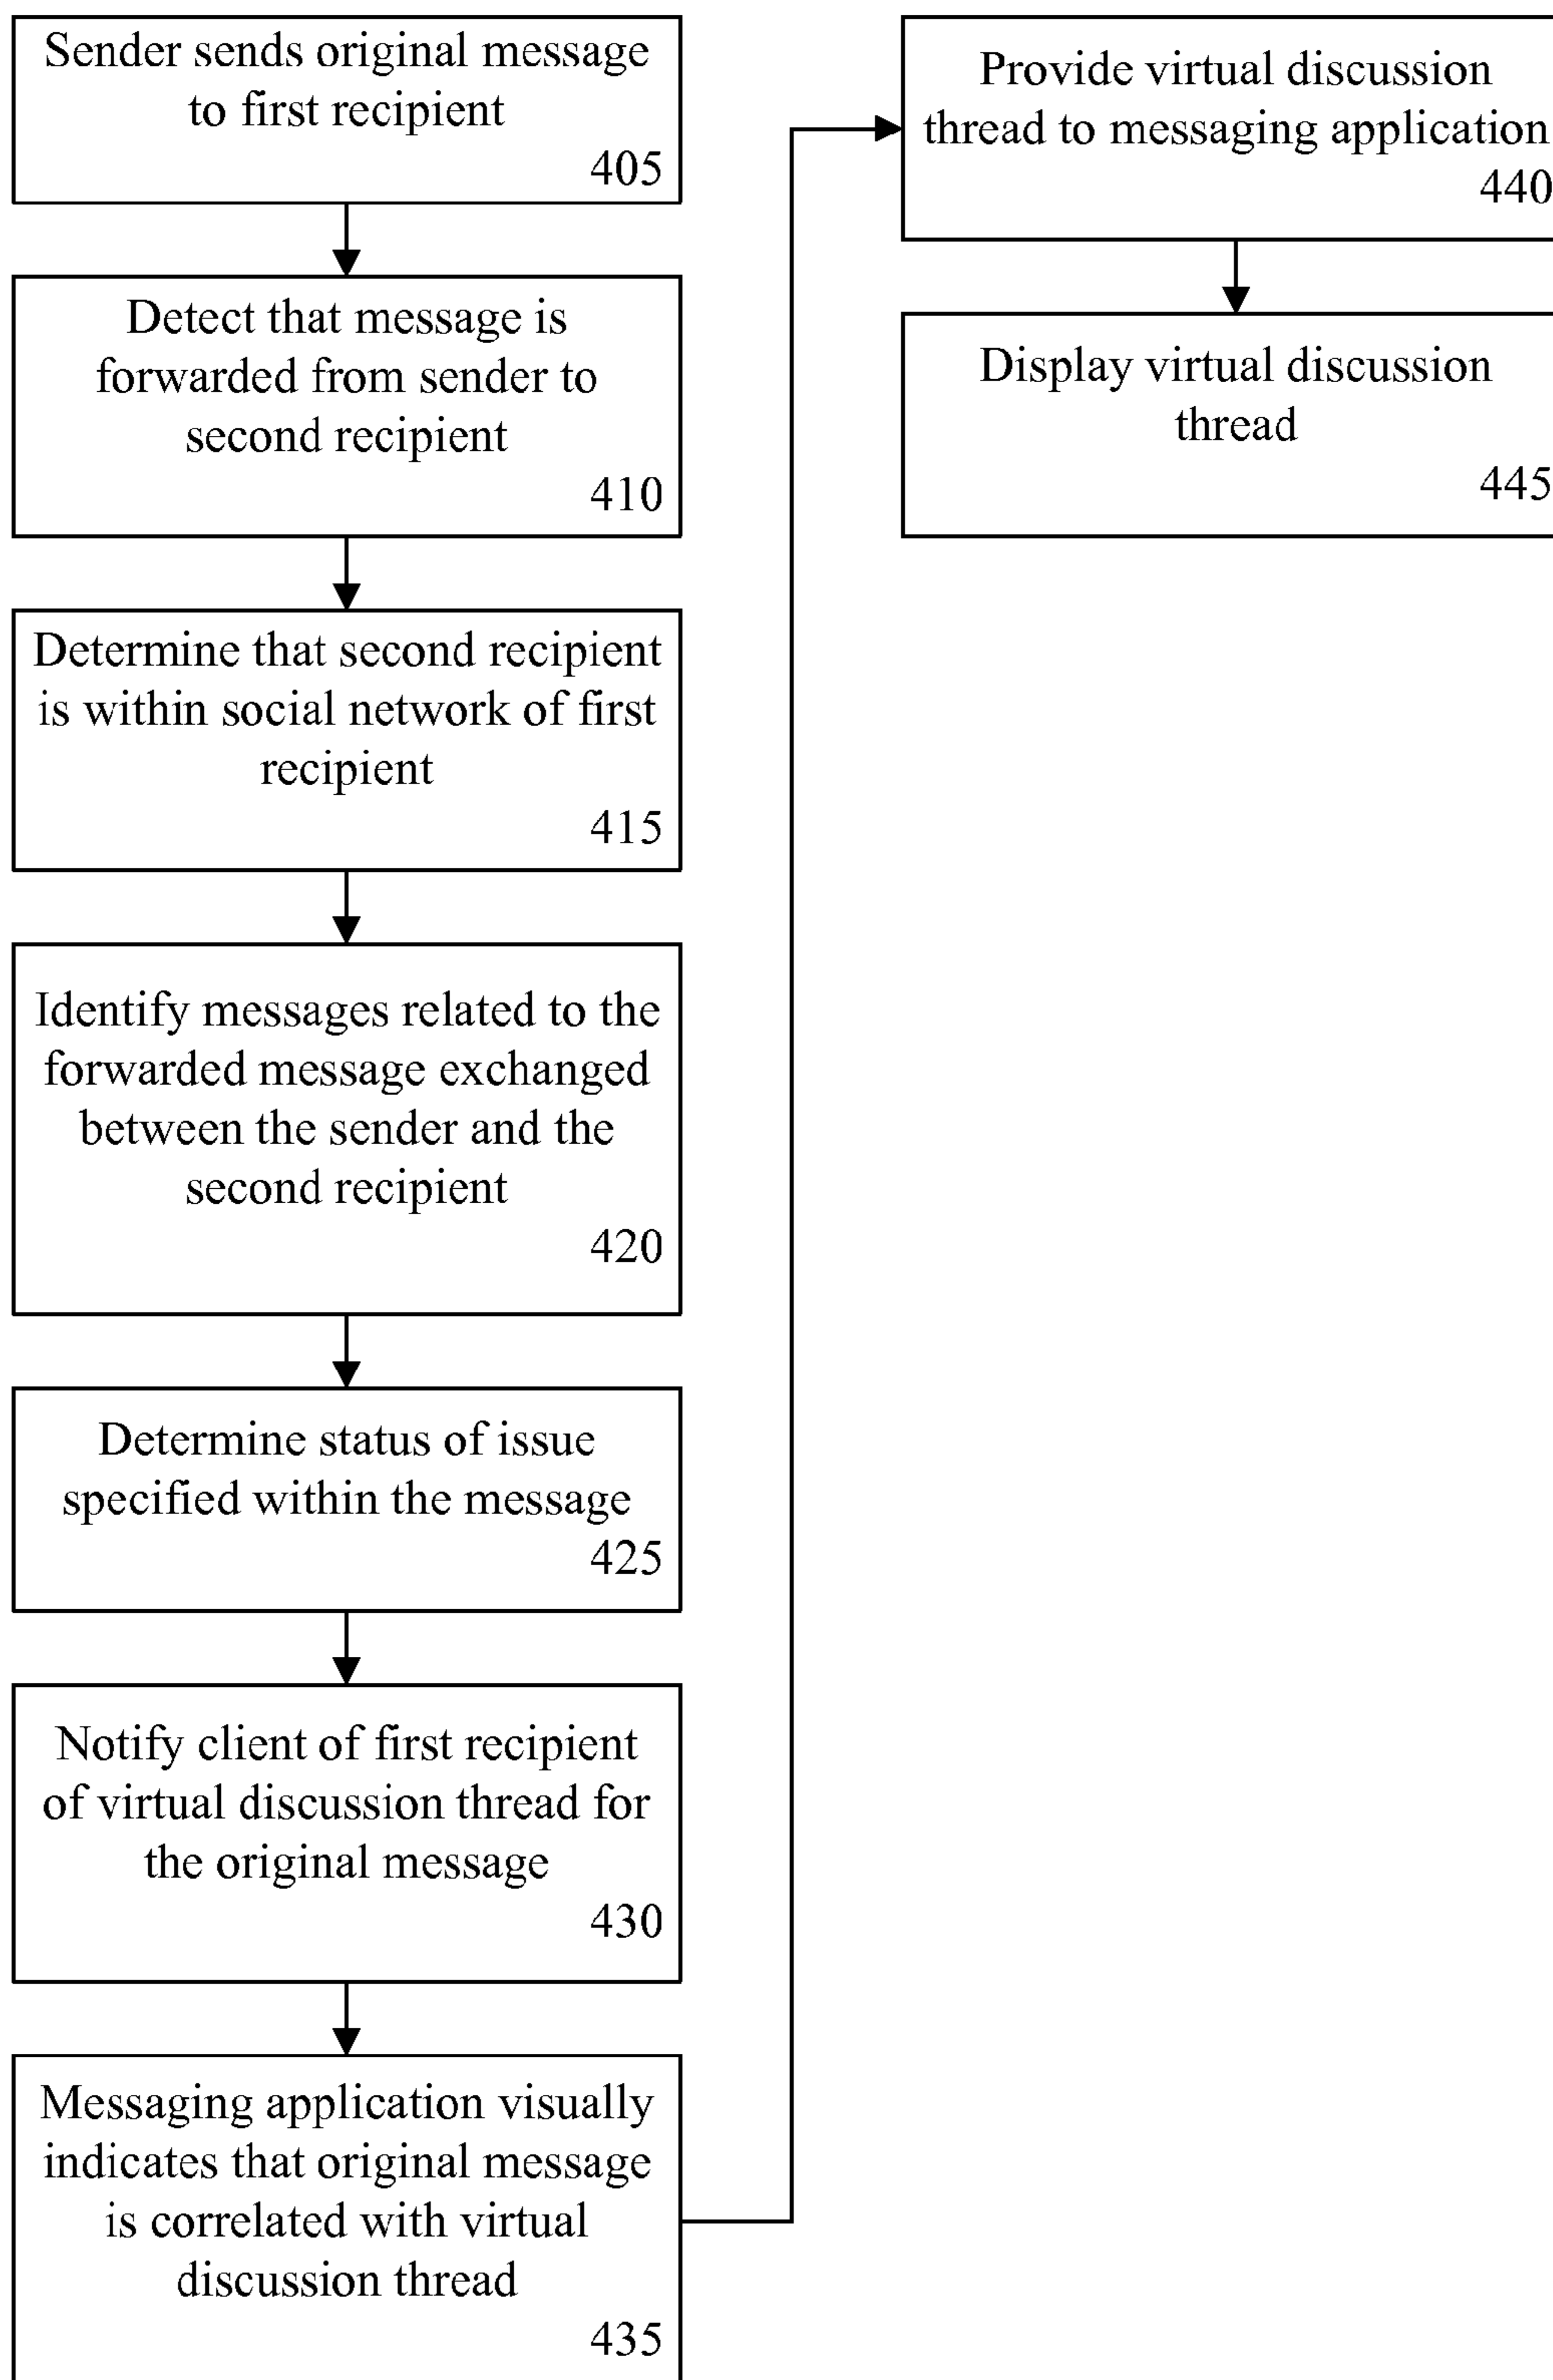 Sender sends original message
to first recipient
405
Detect that message is
forwarded from sender to
second recipient
410
Determine that second recipient
is within social network of first
recipient
415
Identify messages related to the
forwarded message exchanged
between the sender and the
second recipient
420
Determine status of issue
specified within the message
425
Notify client of first recipient
of virtual discussion thread for
the original message
430
Messaging application visually
indicates that original message
is correlated with virtual
discussion thread
435
Provide virtual discussion
thread to messaging application
440
Display virtual discussion
thread
445